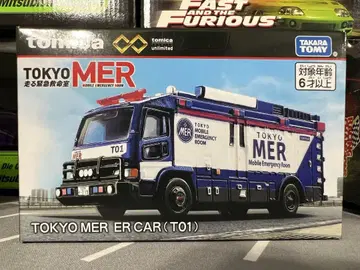 FAST AND THE
FURIOUS
tomica
tomica
unlimited
TAKARA
TOMY
TOKYO MER
走る緊急救命室
MOBILE EMERGENCY ROOM
対象年齢
6才以上
MER
TOKYO
MOBILE
EMERGENCY
ROOM
TOKYO
MER
Mobile Emergency Room
T01
TOKYO MER ER CAR (T01)